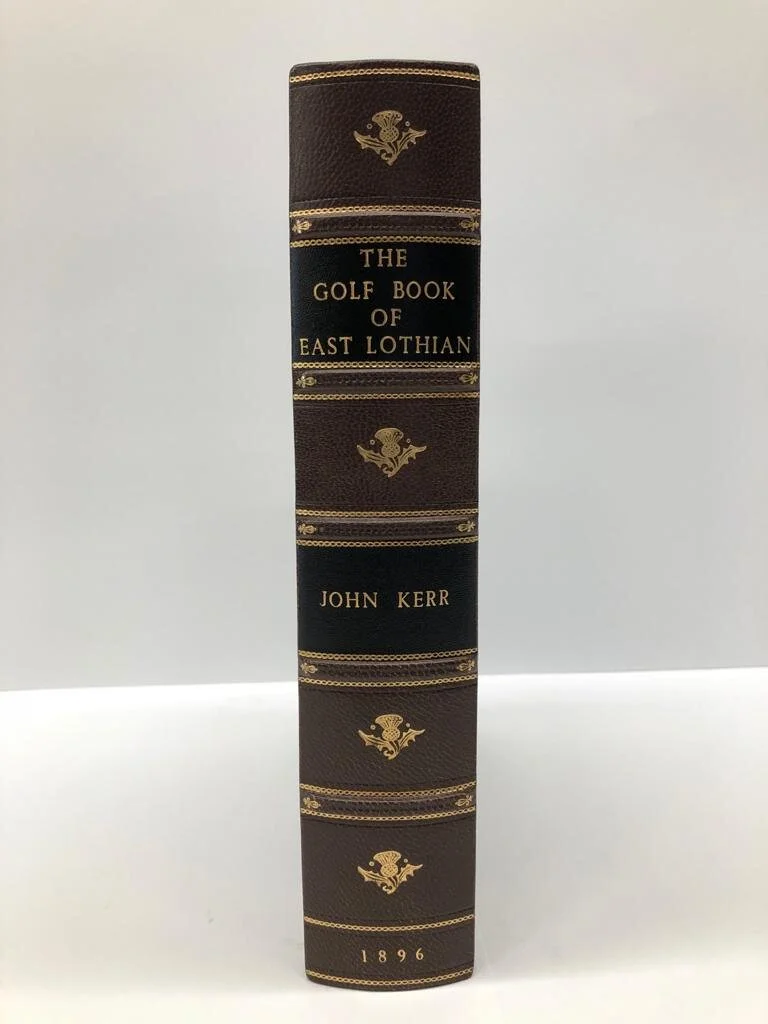 THE
GOLF BOOK
OF
EAST LOTHIAN
JOHN KERR
1896